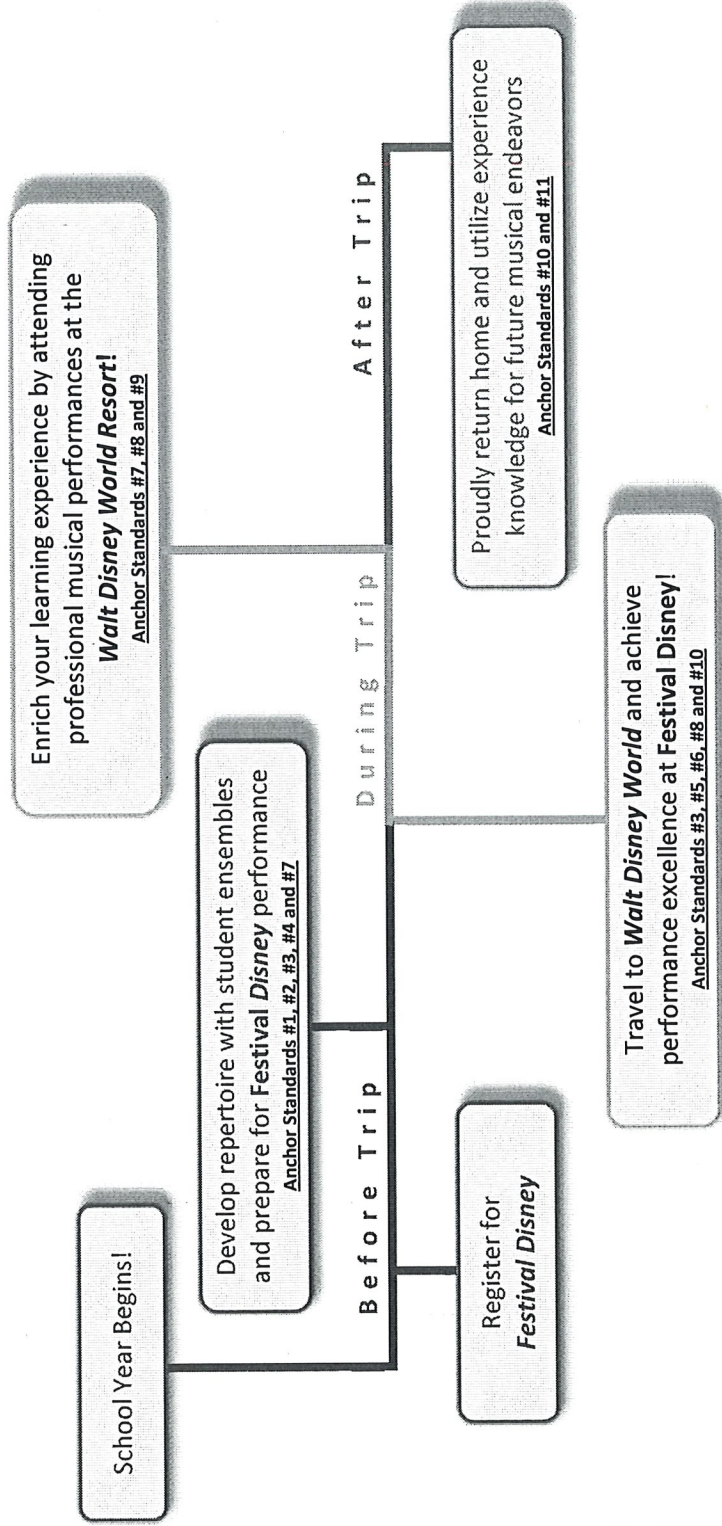 School Year Begins!
Develop repertoire with student ensembles
and prepare for Festival Disney performance
Anchor Standards #1, #2, #3, #4 and #7
Enrich your learning experience by attending
professional musical performances at the
Walt Disney World Resort!
Anchor Standards #7, #8 and #9
Before Trip
During Trip
After Trip
Register for
Festival Disney
Travel to Walt Disney World and achieve
performance excellence at Festival Disney!
Anchor Standards #3, #5, #6, #8 and #10
Proudly return home and utilize experience
knowledge for future musical endeavors
Anchor Standards #10 and #11